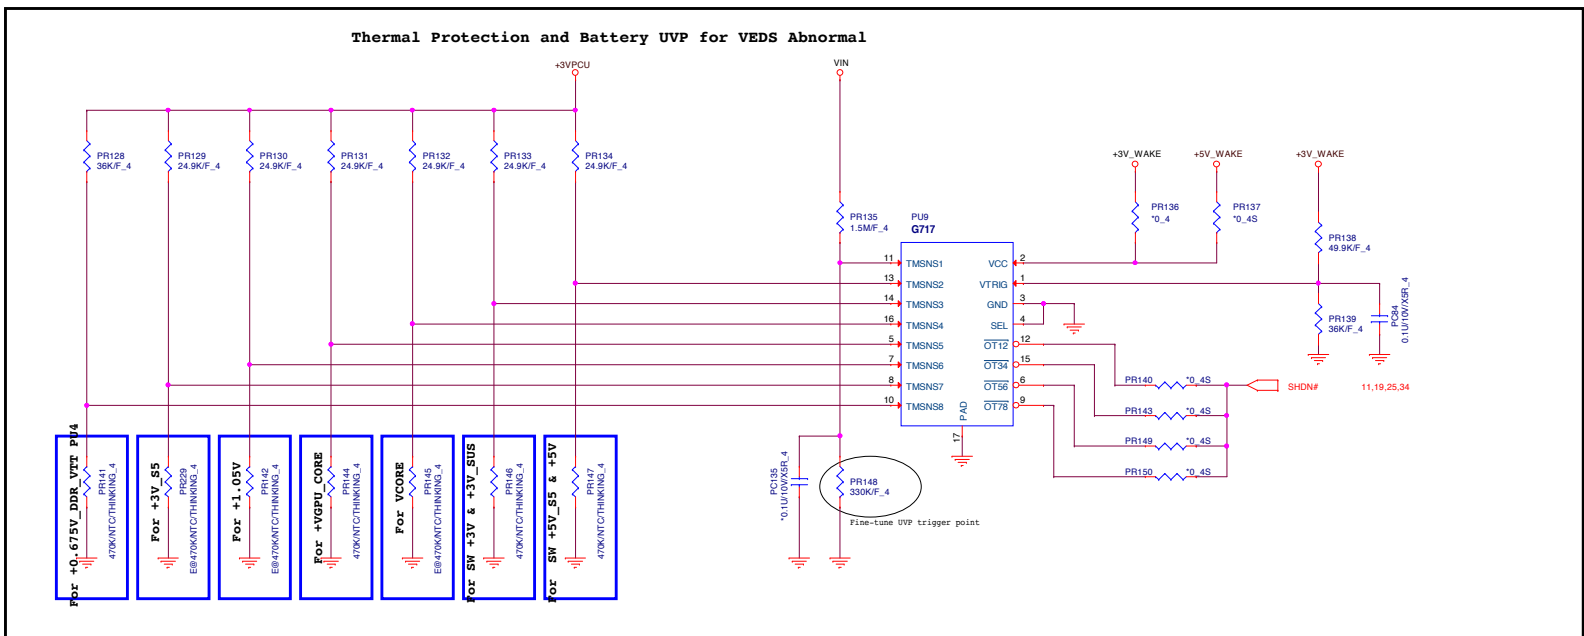 Thermal Protection and Battery UVP for VEDS Abnormal
+3VPCU
VIN
PR128
36K/F_4
PR129
24.9K/F_4
PR130
24.9K/F_4
PR131
24.9K/F_4
PR132
24.9K/F_4
PR133
24.9K/F_4
PR134
24.9K/F_4
+3V_WAKE
+5V_WAKE
+3V_WAKE
PR135
1.5M/F_4
PU9
G717
PR136
*0_4
PR137
*0_4S
PR138
49.9K/F_4
11 TMSNS1
13 TMSNS2
14 TMSNS3
16 TMSNS4
5 TMSNS5
7 TMSNS6
8 TMSNS7
10 TMSNS8
VCC 2
VTRIG 1
GND 3
SEL 4
OT12 12
OT34 15
OT56 6
OT78 9
PAD
17
PR139
36K/F_4
PC84
0.1U/10V/X5R_4
PR140 *0_4S
PR143 *0_4S
PR149 *0_4S
PR150 *0_4S
SHDN# 11,19,25,34
For +0.675V_DDR_VTT PU4
PR141
470K/NTC/THINKING_4
For +3V_S5
PR229
E@470K/NTC/THINKING_4
For +1.05V
PR142
E@470K/NTC/THINKING_4
For +VGPU_CORE
PR144
470K/NTC/THINKING_4
For VCORE
PR145
E@470K/NTC/THINKING_4
For SW +3V & +3V_SUS
PR146
470K/NTC/THINKING_4
For SW +5V_S5 & +5V
PR147
470K/NTC/THINKING_4
PC135
*0.1U/10V/X5R_4
PR148
330K/F_4
Fine-tune UVP trigger point